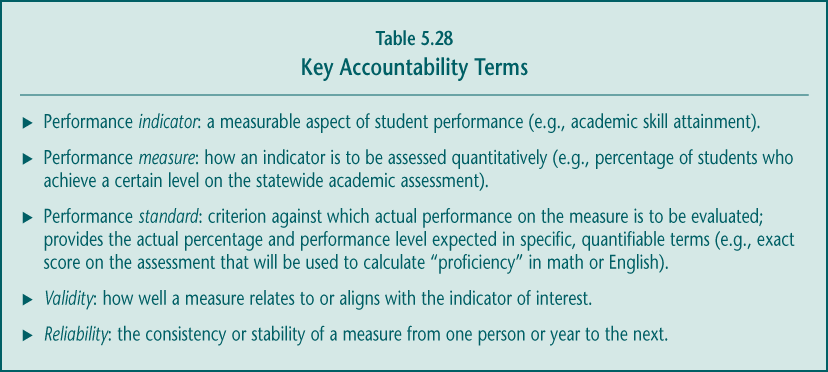 Table 5.28
Key Accountability Terms
► Performance indicator: a measurable aspect of student performance (e.g., academic skill attainment).
► Performance measure: how an indicator is to be assessed quantitatively (e.g., percentage of students who
achieve a certain level on the statewide academic assessment).
► Performance standard: criterion against which actual performance on the measure is to be evaluated;
provides the actual percentage and performance level expected in specific, quantifiable terms (e.g., exact
score on the assessment that will be used to calculate “proficiency” in math or English).
► Validity: how well a measure relates to or aligns with the indicator of interest.
► Reliability: the consistency or stability of a measure from one person or year to the next.